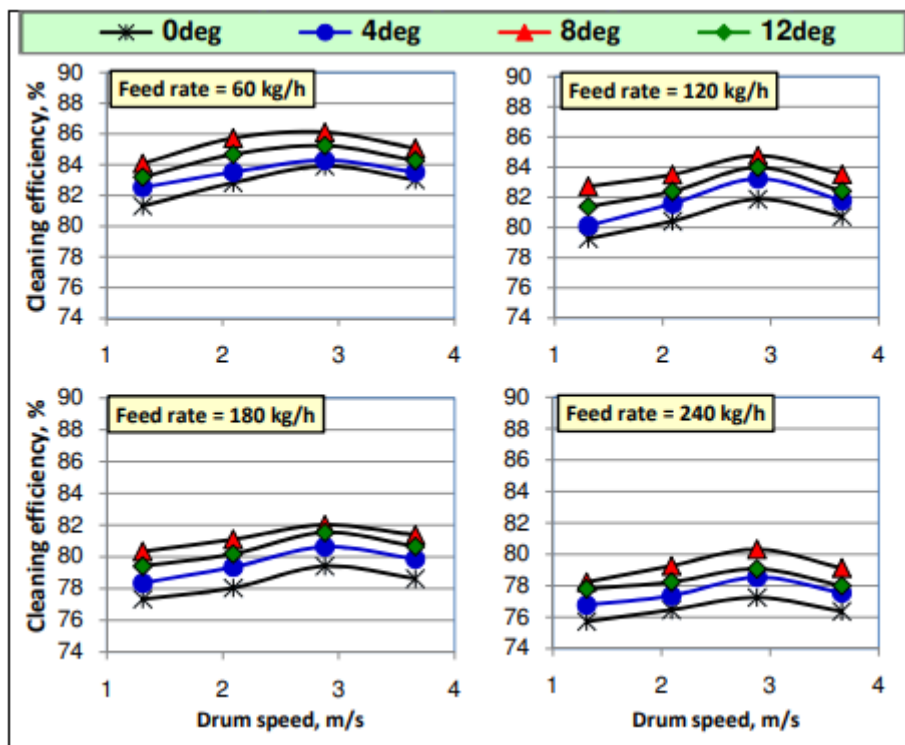 0deg 4deg 8deg 12deg
Feed rate = 60 kg/h
Cleaning efficiency, %
90
88
86
84
82
80
78
76
74
1 2 3 4
Feed rate = 120 kg/h
90
88
86
84
82
80
78
76
74
1 2 3 4
Feed rate = 180 kg/h
Cleaning efficiency, %
90
88
86
84
82
80
78
76
74
1 2 3 4
Drum speed, m/s
Feed rate = 240 kg/h
90
88
86
84
82
80
78
76
74
1 2 3 4
Drum speed, m/s